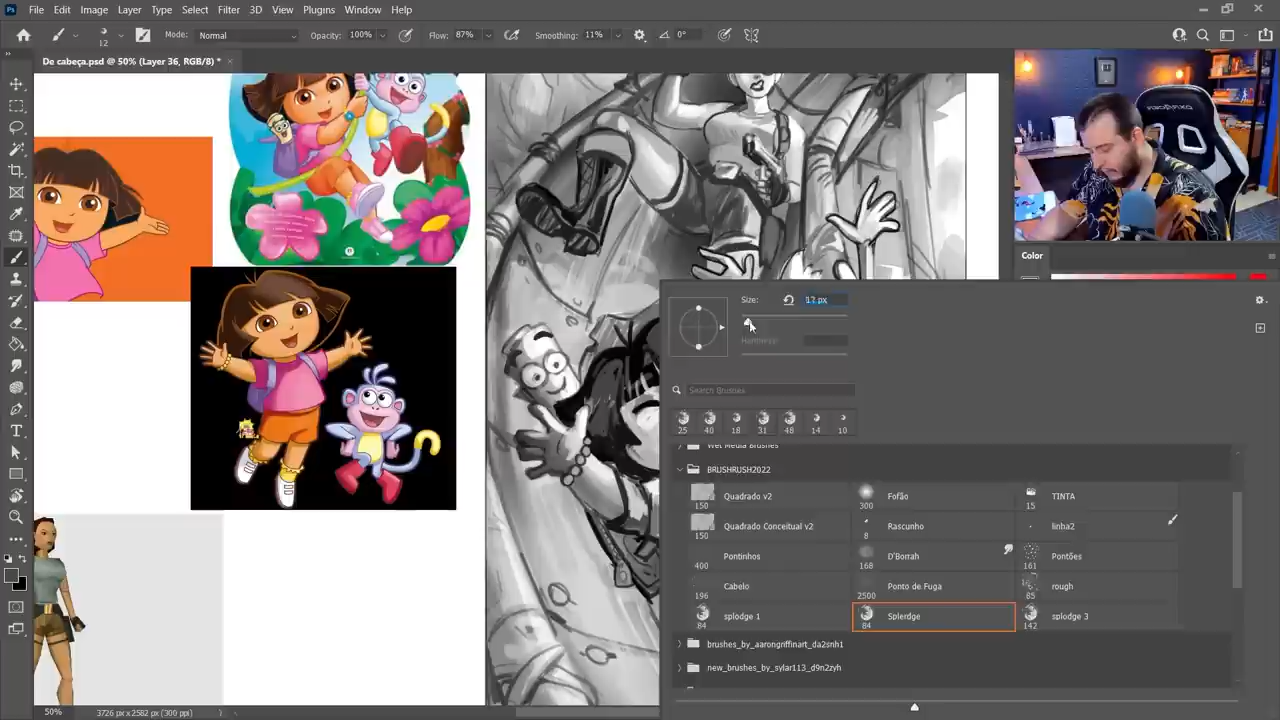 Ps File Edit Image Layer Type Select Filter 3D View Plugins Window Help
12 Mode: Normal Opacity: 100% Flow: 87% Smoothing: 11% 0°
De cabeça.psd @ 50% (Layer 36, RGB/8) *
Color
Size: 12 px
Hardness:
Search Brushes
25 40 18 31 48 14 10
Wet Media Brushes
BRUSHRUSH2022
Quadrado v2 Fofão TINTA
150 300 15
Quadrado Conceitual v2 Rascunho linha2
150 8
Pontinhos D'Borrah Pontões
400 168 161
Cabelo Ponto de Fuga rough
196 2500 85
splodge 1 Splerdge splodge 3
84 84 142
brushes_by_aarongriffinart_da2snh1
new_brushes_by_sylar113_d9n2zyh
50% 3726 px x 2582 px (300 ppi)